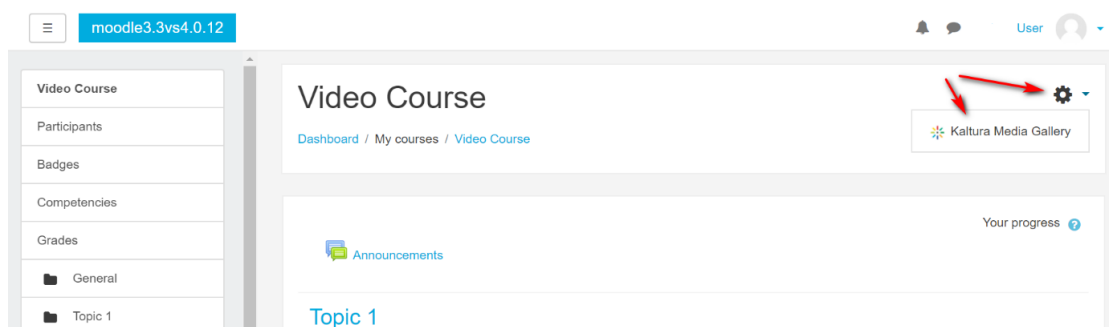 moodle3.3vs4.0.12
User
Video Course
Participants
Badges
Competencies
Grades
General
Topic 1
Video Course
Dashboard / My courses / Video Course
Kaltura Media Gallery
Your progress
Announcements
Topic 1